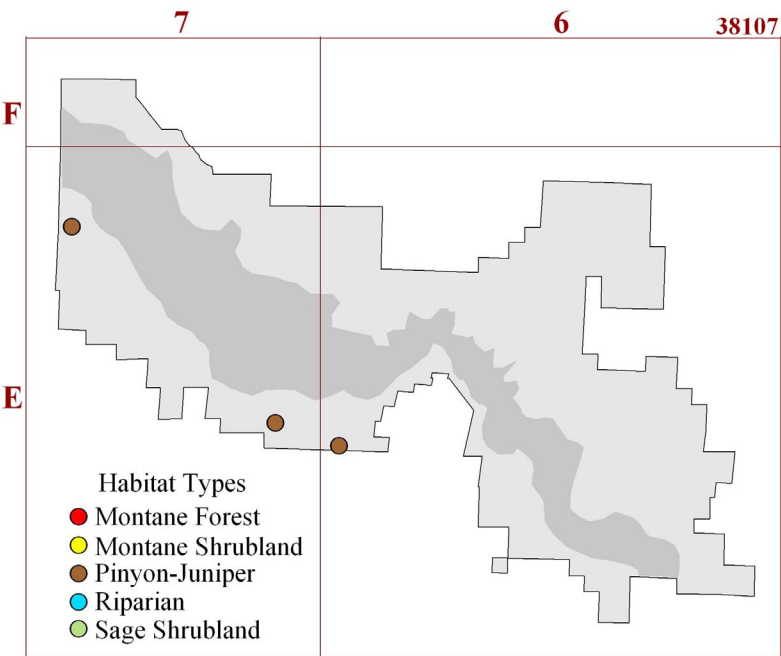 7 6 38107
F
E
Habitat Types
Montane Forest
Montane Shrubland
Pinyon-Juniper
Riparian
Sage Shrubland